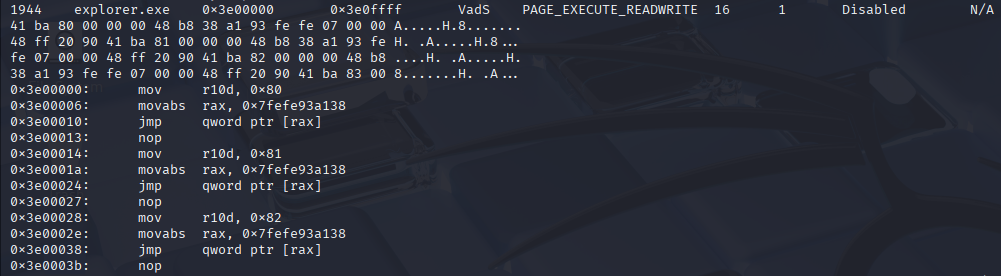 1944 explorer.exe 0×3e00000 0×3e0ffff VadS PAGE_EXECUTE_READWRITE 16 1 Disabled N/A
41 ba 80 00 00 00 48 b8 38 a1 93 fe fe 07 00 00 A.....H.8.......
48 ff 20 90 41 ba 81 00 00 00 48 b8 38 a1 93 fe H. .A.....H.8...
fe 07 00 00 48 ff 20 90 41 ba 82 00 00 00 48 b8 ....H. .A.....H.
38 a1 93 fe fe 07 00 00 48 ff 20 90 41 ba 83 00 8.......H. .A...
0×3e00000: mov r10d, 0×80
0×3e00006: movabs rax, 0×7fefe93a138
0×3e00010: jmp qword ptr [rax]
0×3e00013: nop
0×3e00014: mov r10d, 0×81
0×3e0001a: movabs rax, 0×7fefe93a138
0×3e00024: jmp qword ptr [rax]
0×3e00027: nop
0×3e00028: mov r10d, 0×82
0×3e0002e: movabs rax, 0×7fefe93a138
0×3e00038: jmp qword ptr [rax]
0×3e0003b: nop